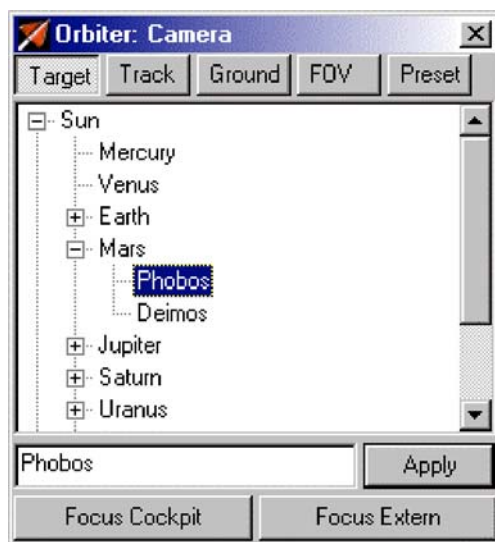 Orbiter: Camera
Target Track Ground FOV Preset
Sun
Mercury
Venus
Earth
Mars
Phobos
Deimos
Jupiter
Saturn
Uranus
Phobos Apply
Focus Cockpit Focus Extern